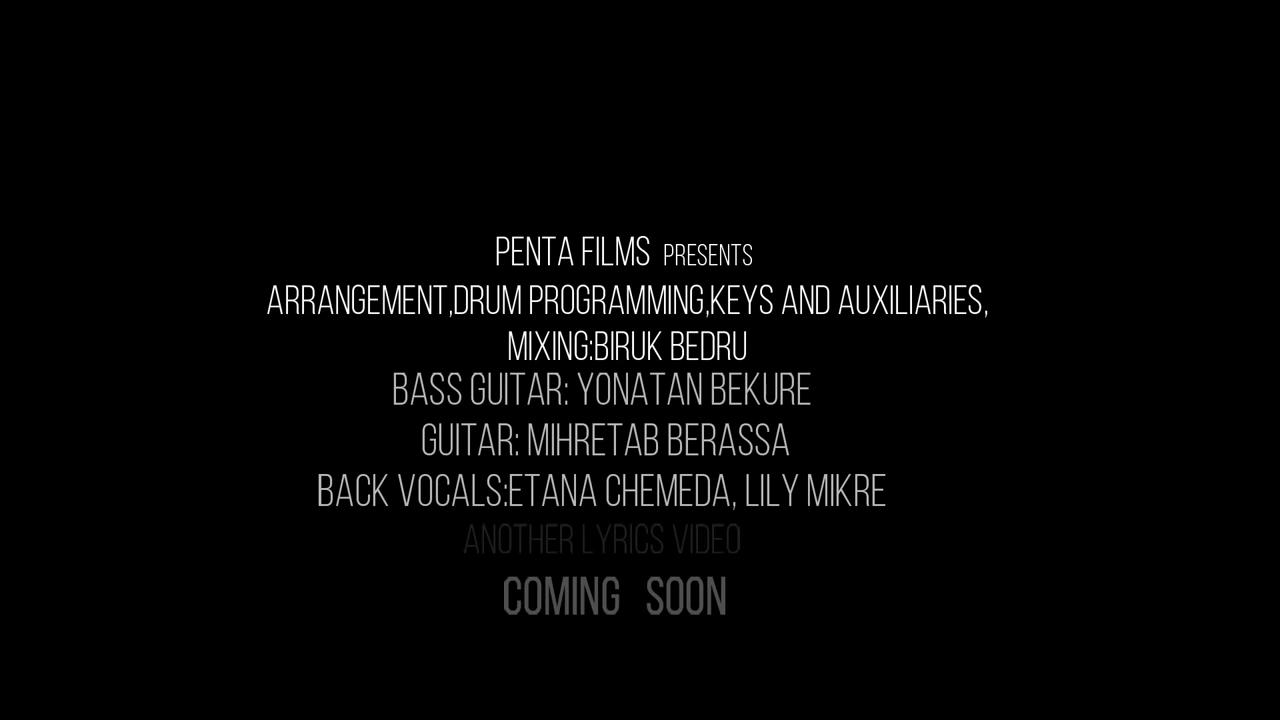 PENTA FILMS PRESENTS
ARRANGEMENT,DRUM PROGRAMMING,KEYS AND AUXILIARIES,
MIXING:BIRUK BEDRU
BASS GUITAR: YONATAN BEKURE
GUITAR: MIHRETAB BERASSA
BACK VOCALS:ETANA CHEMEDA, LILY MIKRE
ANOTHER LYRICS VIDEO
COMING SOON